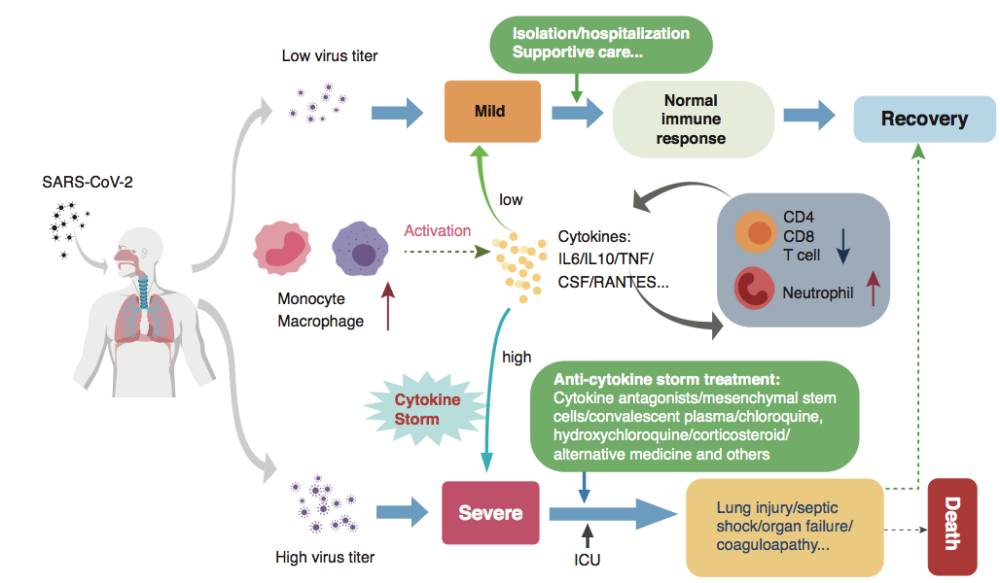 Isolation/hospitalization
Supportive care...
Low virus titer
Mild
Normal
immune
response
Recovery
SARS-CoV-2
low
Activation
Cytokines:
IL6/IL10/TNF/
CSF/RANTES...
CD4
CD8
T cell
Neutrophil
Monocyte
Macrophage
high
Cytokine
Storm
Anti-cytokine storm treatment:
Cytokine antagonists/mesenchymal stem
cells/convalescent plasma/chloroquine,
hydroxychloroquine/corticosteroid/
alternative medicine and others
Severe
Lung injury/septic
shock/organ failure/
coaguloapathy...
Death
ICU
High virus titer